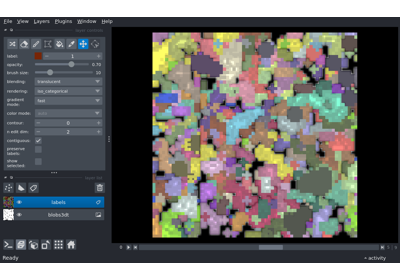 File View Layers Plugins Window Help
label: 1
opacity: 0.70
brush size: 10
blending: translucent
rendering: iso_categorical
gradient mode: fast
color mode: auto
contour: 0
n edit dim: 2
contiguous:
preserve labels:
show selected:
labels
blobs3dt
Ready
activity